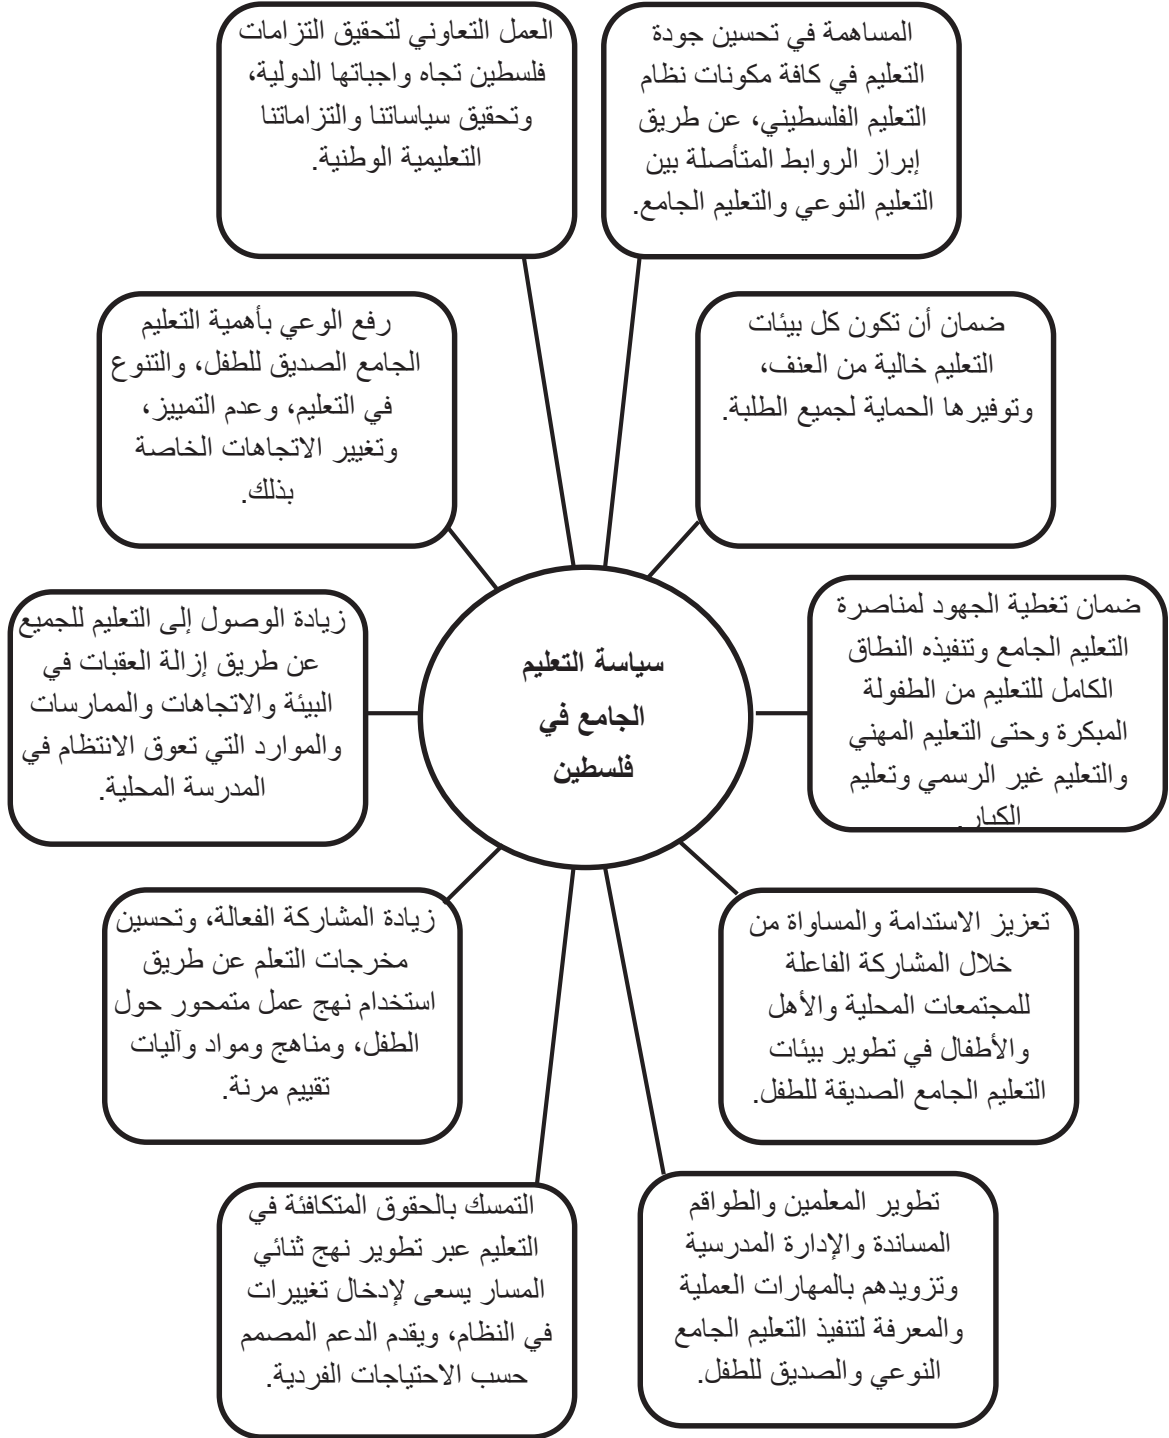 المساهمة في تحسين جودة
التعليم في كافة مكونات نظام
التعليم الفلسطيني، عن طريق
إبراز الروابط المتأصلة بين
التعليم النوعي والتعليم الجامع.
العمل التعاوني لتحقيق التزامات
فلسطين تجاه واجباتها الدولية،
وتحقيق سياساتنا والتزاماتنا
التعليمية الوطنية.
ضمان أن تكون كل بيئات
التعليم خالية من العنف،
وتوفيرها الحماية لجميع الطلبة.
رفع الوعي بأهمية التعليم
الجامع الصديق للطفل، والتنوع
في التعليم، وعدم التمييز،
وتغيير الاتجاهات الخاصة
بذلك.
ضمان تغطية الجهود لمناصرة
التعليم الجامع وتنفيذه النطاق
الكامل للتعليم من الطفولة
المبكرة وحتى التعليم المهني
والتعليم غير الرسمي وتعليم
الكبار.
سياسة التعليم
الجامع في
فلسطين
زيادة الوصول إلى التعليم للجميع
عن طريق إزالة العقبات في
البيئة والاتجاهات والممارسات
والموارد التي تعوق الانتظام في
المدرسة المحلية.
تعزيز الاستدامة والمساواة من
خلال المشاركة الفاعلة
للمجتمعات المحلية والأهل
والأطفال في تطوير بيئات
التعليم الجامع الصديقة للطفل.
زيادة المشاركة الفعالة، وتحسين
مخرجات التعلم عن طريق
استخدام نهج عمل متمحور حول
الطفل، ومناهج ومواد وآليات
تقييم مرنة.
تطوير المعلمين والطواقم
المساندة والإدارة المدرسية
وتزويدهم بالمهارات العملية
والمعرفة لتنفيذ التعليم الجامع
النوعي والصديق للطفل.
التمسك بالحقوق المتكافئة في
التعليم عبر تطوير نهج ثنائي
المسار يسعى لإدخال تغييرات
في النظام، ويقدم الدعم المصمم
حسب الاحتياجات الفردية.